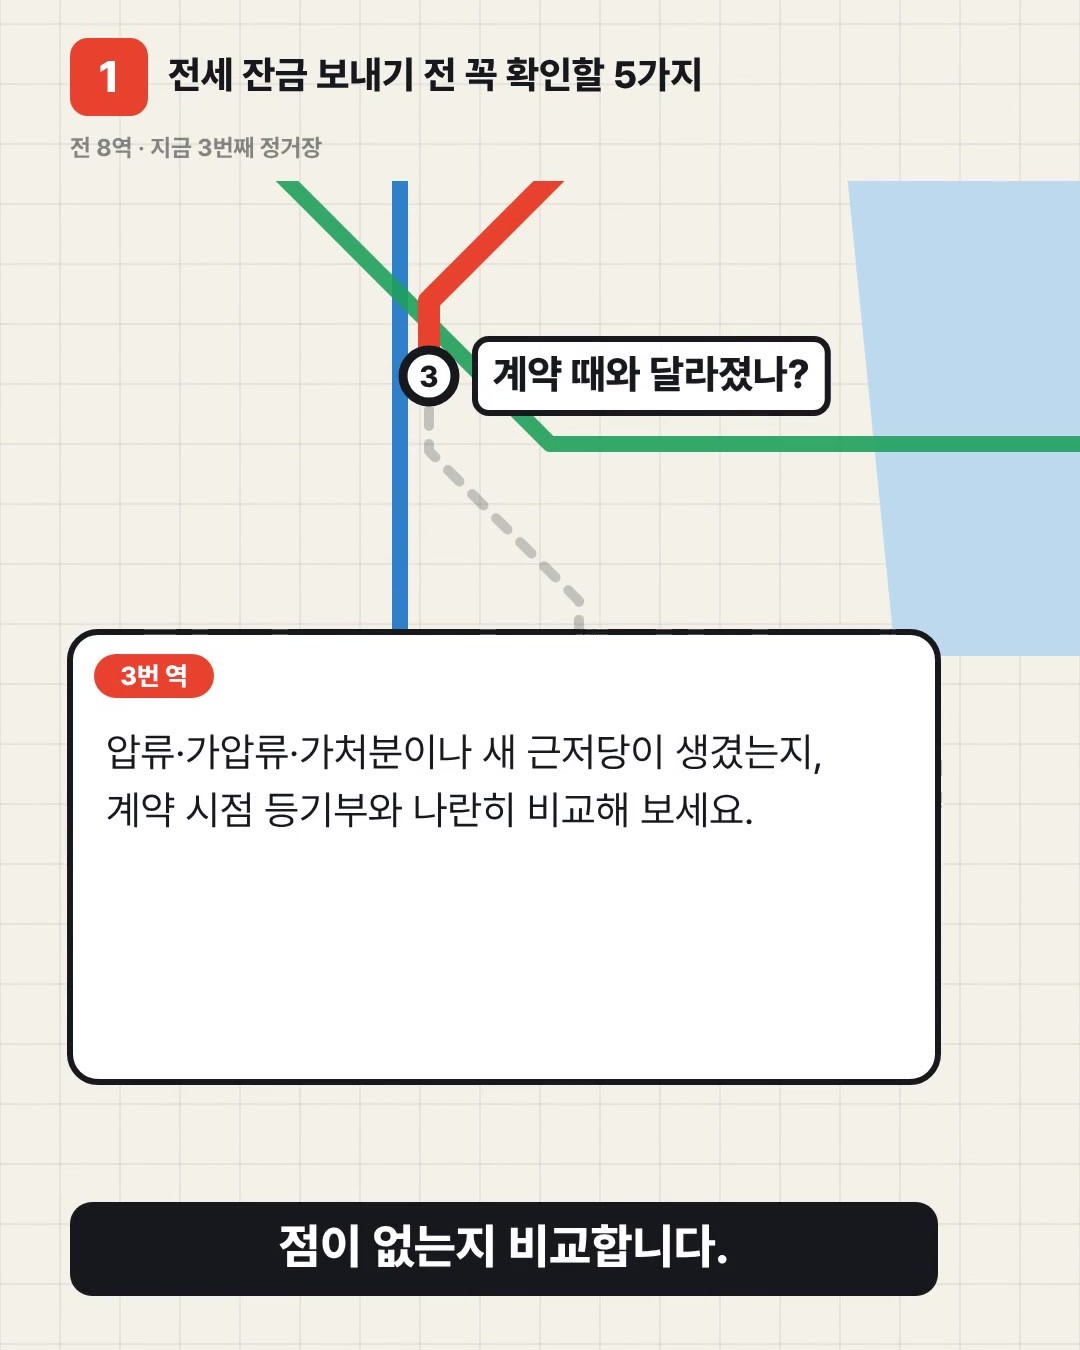 1
전세 잔금 보내기 전 꼭 확인할 5가지
전 8역 · 지금 3번째 정거장
3
계약 때와 달라졌나?
3번 역
압류·가압류·가처분이나 새 근저당이 생겼는지,
계약 시점 등기부와 나란히 비교해 보세요.
점이 없는지 비교합니다.